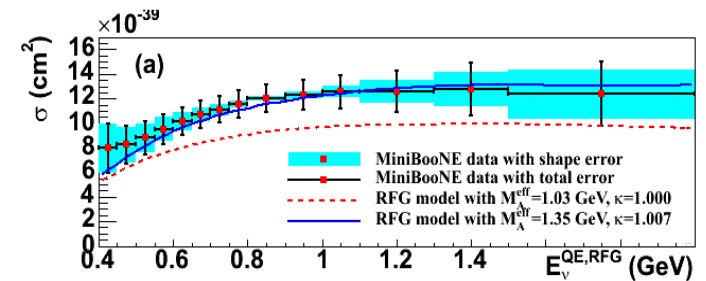 ×10⁻³⁹
σ (cm²)
16
14
12
10
8
6
4
2
0
(a)
MiniBooNE data with shape error
MiniBooNE data with total error
RFG model with M_A^eff=1.03 GeV, κ=1.000
RFG model with M_A^eff=1.35 GeV, κ=1.007
0.4 0.6 0.8 1 1.2 1.4
E_ν^QE,RFG (GeV)